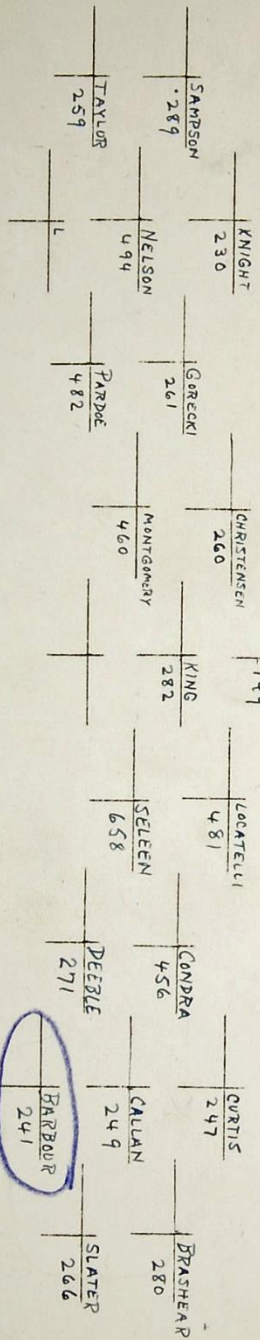 KNIGHT
230
CHRISTENSEN
260
LOCATELLI
481
CURTIS
247
SAMPSON
289
GORECKI
261
KING
282
CONDRA
456
BRASHEAR
280
NELSON
494
MONTGOMERY
460
SELEEN
658
CALLAN
249
TAYLOR
259
PARDOE
482
DEEBLE
271
SLATER
266
L
BARBOUR
241